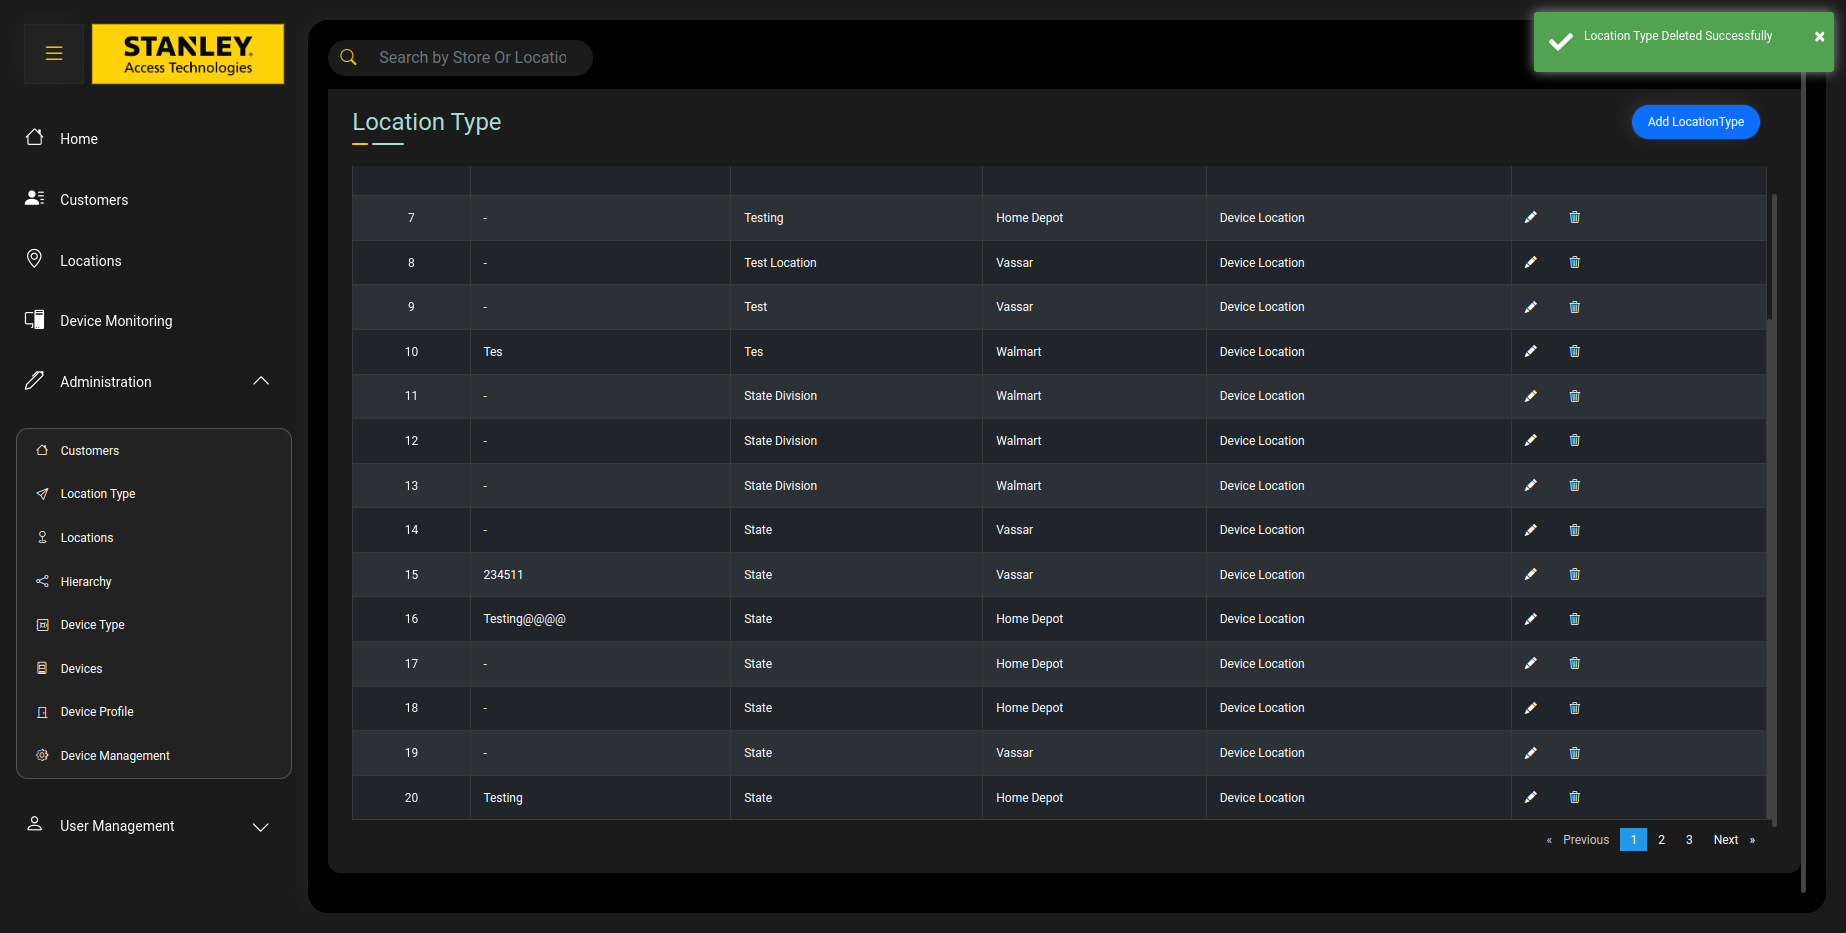 STANLEY
Access Technologies
Search by Store Or Locatio
Location Type Deleted Successfully
×
Home
Customers
Locations
Device Monitoring
Administration
Customers
Location Type
Locations
Hierarchy
Device Type
Devices
Device Profile
Device Management
User Management
Location Type
Add LocationType
7 - Testing Home Depot Device Location
8 - Test Location Vassar Device Location
9 - Test Vassar Device Location
10 Tes Tes Walmart Device Location
11 - State Division Walmart Device Location
12 - State Division Walmart Device Location
13 - State Division Walmart Device Location
14 - State Vassar Device Location
15 234511 State Vassar Device Location
16 Testing@@@@ State Home Depot Device Location
17 - State Home Depot Device Location
18 - State Home Depot Device Location
19 - State Vassar Device Location
20 Testing State Home Depot Device Location
« Previous 1 2 3 Next »